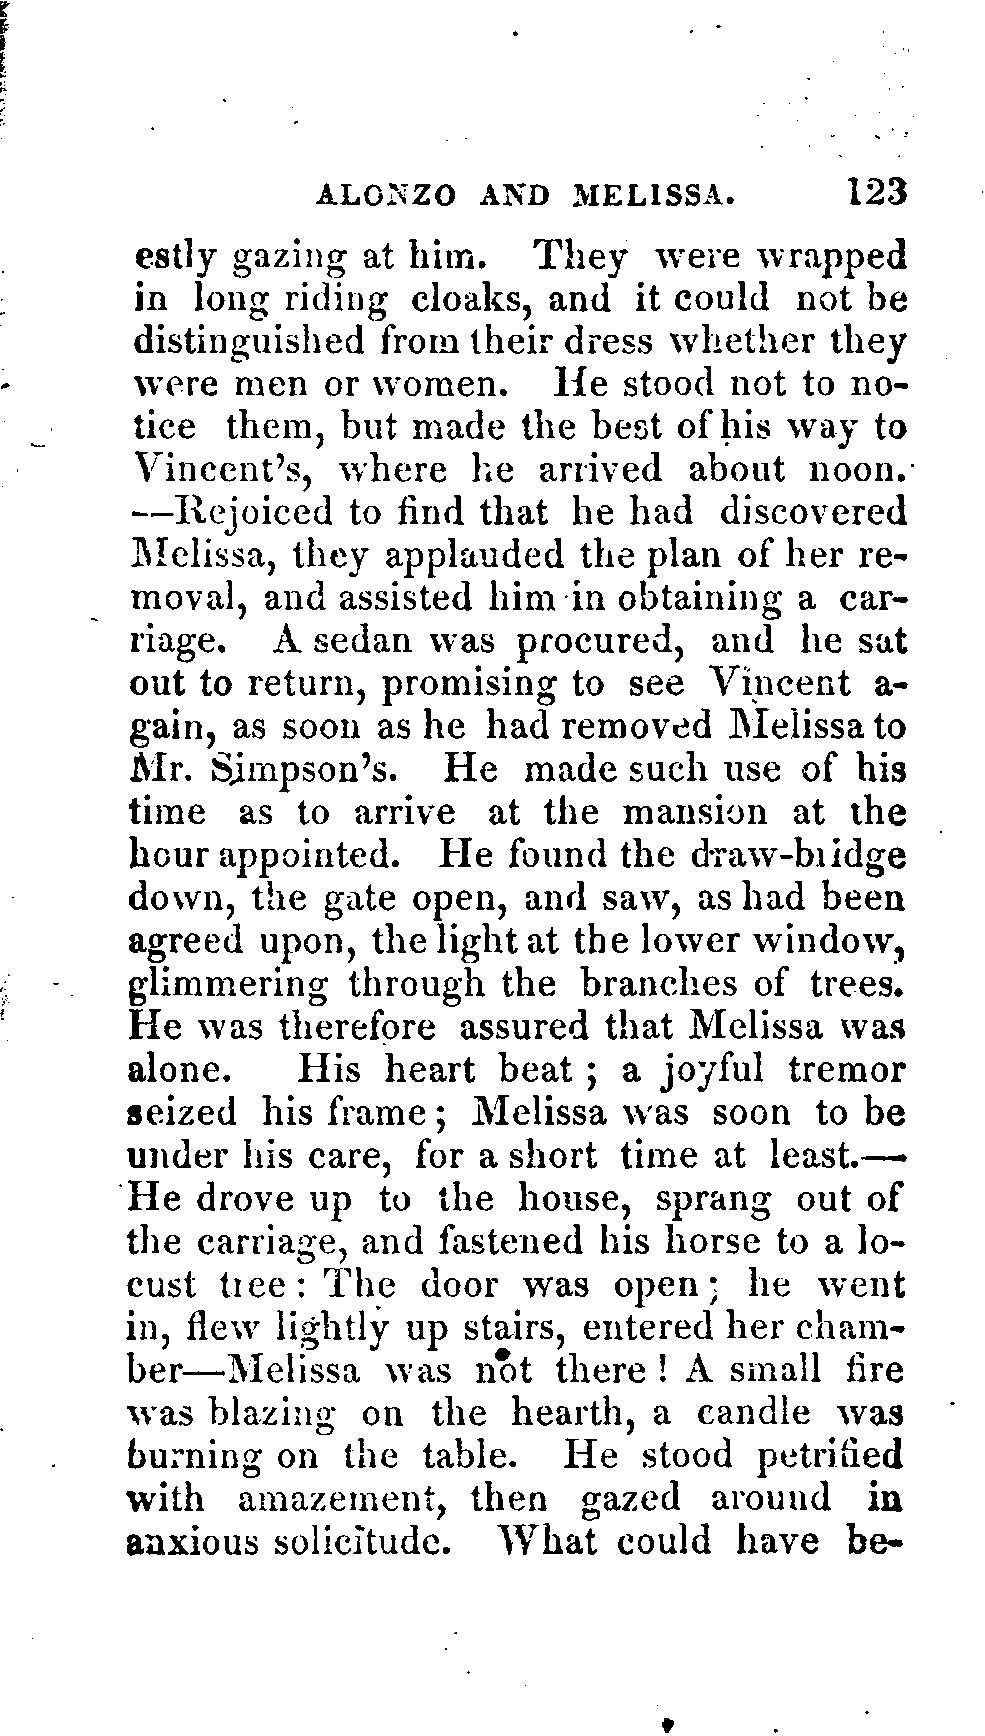 ALONZO AND MELISSA. 123
estly gazing at him. They were wrapped
in long riding cloaks, and it could not be
distinguished from their dress whether they
were men or women. He stood not to no-
tice them, but made the best of his way to
Vincent's, where he arrived about noon.
—Rejoiced to find that he had discovered
Melissa, they applauded the plan of her re-
moval, and assisted him in obtaining a car-
riage. A sedan was procured, and he sat
out to return, promising to see Vincent a-
gain, as soon as he had removed Melissa to
Mr. Simpson's. He made such use of his
time as to arrive at the mansion at the
hour appointed. He found the draw-bridge
down, the gate open, and saw, as had been
agreed upon, the light at the lower window,
glimmering through the branches of trees.
He was therefore assured that Melissa was
alone. His heart beat ; a joyful tremor
seized his frame ; Melissa was soon to be
under his care, for a short time at least.—
He drove up to the house, sprang out of
the carriage, and fastened his horse to a lo-
cust tree : The door was open ; he went
in, flew lightly up stairs, entered her cham-
ber—Melissa was not there ! A small fire
was blazing on the hearth, a candle was
burning on the table. He stood petrified
with amazement, then gazed around in
anxious solicitude. What could have be-